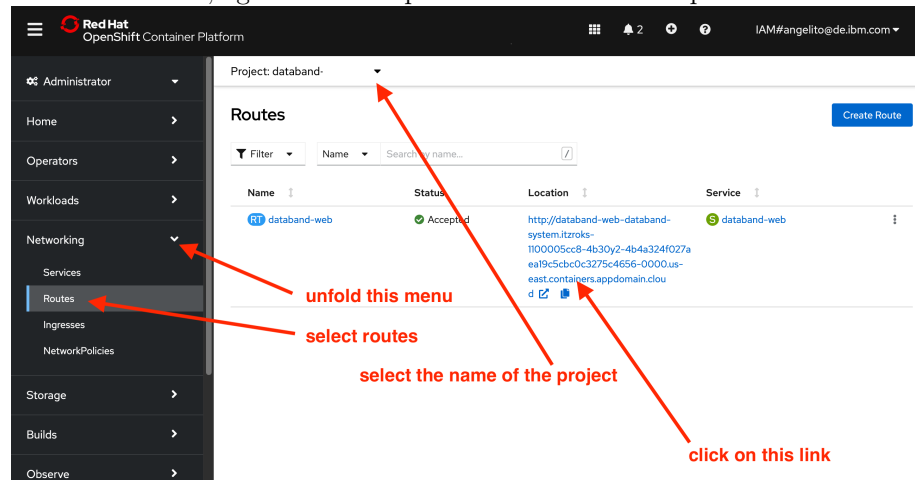 Red Hat
OpenShift Container Platform
2
IAM#angelito@de.ibm.com
Administrator
Project: databand-
Home
Routes
Create Route
Operators
Filter
Name
Search by name...
/
Workloads
Name
Status
Location
Service
RT databand-web
Accepted
http://databand-web-databand-
system.itzroks-
1100005cc8-4b30y2-4b4a324f027a
ea19c5cbc0c3275c4656-0000.us-
east.containers.appdomain.clou
d
S databand-web
Networking
Services
Routes
Ingresses
NetworkPolicies
unfold this menu
select routes
select the name of the project
click on this link
Storage
Builds
Observe